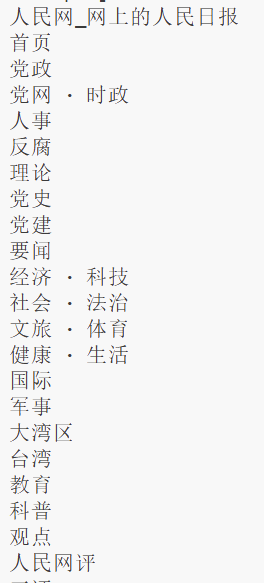 人民网_网上的人民日报
首页
党政
党网 · 时政
人事
反腐
理论
党史
党建
要闻
经济 · 科技
社会 · 法治
文旅 · 体育
健康 · 生活
国际
军事
大湾区
台湾
教育
科普
观点
人民网评